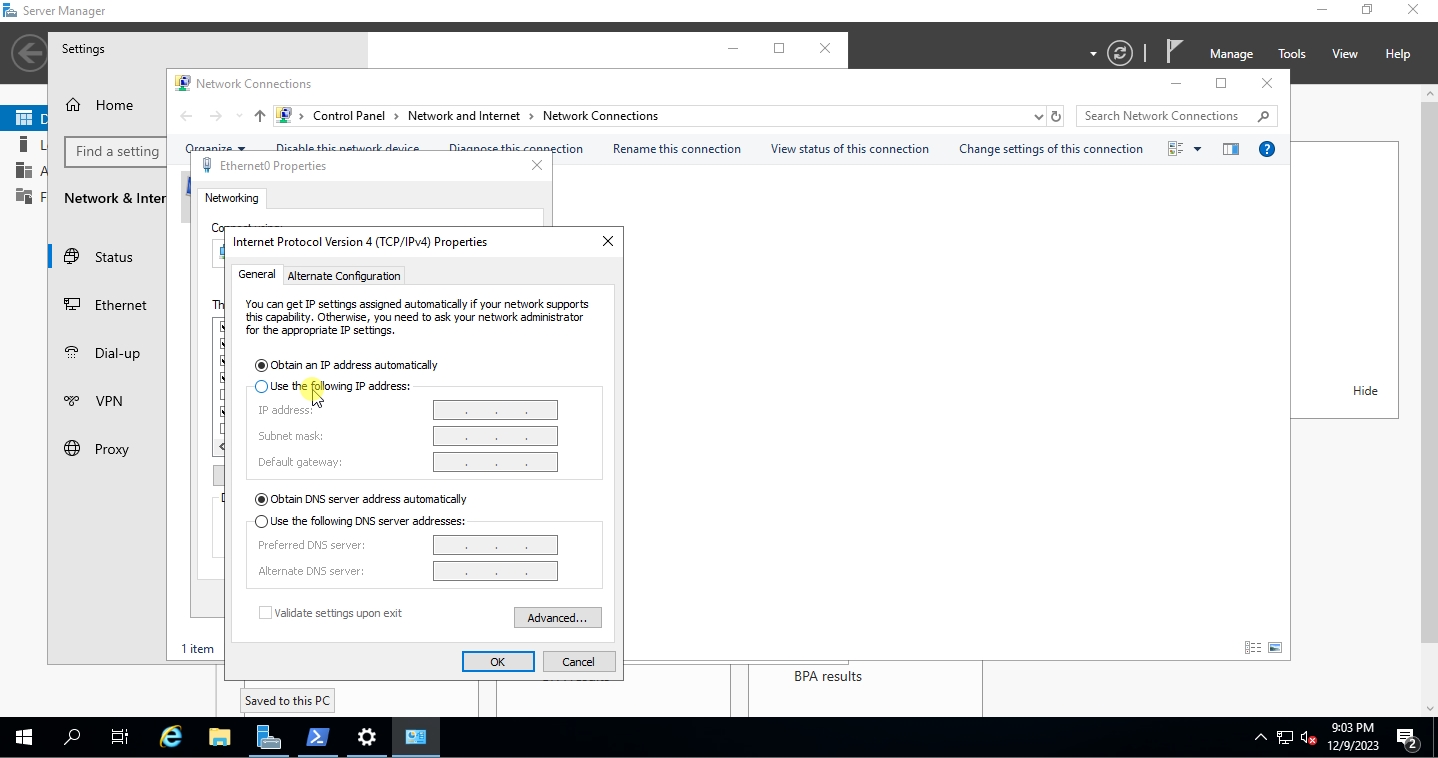 Server Manager
Manage
Tools
View
Help
Settings
Home
Find a setting
Network & Inter
Status
Ethernet
Dial-up
VPN
Proxy
Network Connections
Control Panel
Network and Internet
Network Connections
Search Network Connections
Organize
Disable this network device
Diagnose this connection
Rename this connection
View status of this connection
Change settings of this connection
Ethernet0 Properties
Networking
Internet Protocol Version 4 (TCP/IPv4) Properties
General
Alternate Configuration
You can get IP settings assigned automatically if your network supports
this capability. Otherwise, you need to ask your network administrator
for the appropriate IP settings.
Obtain an IP address automatically
Use the following IP address:
IP address:
Subnet mask:
Default gateway:
Obtain DNS server address automatically
Use the following DNS server addresses:
Preferred DNS server:
Alternate DNS server:
Validate settings upon exit
Advanced...
OK
Cancel
Hide
1 item
BPA results
Saved to this PC
9:03 PM
12/9/2023
2